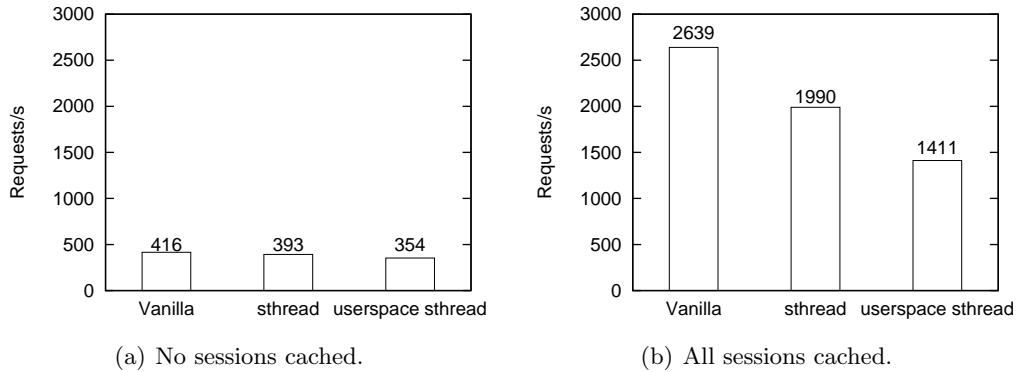 3000
2500
2000
1500
1000
500
0
Requests/s
416
393
354
Vanilla
sthread
userspace sthread
(a) No sessions cached.
3000
2500
2000
1500
1000
500
0
Requests/s
2639
1990
1411
Vanilla
sthread
userspace sthread
(b) All sessions cached.